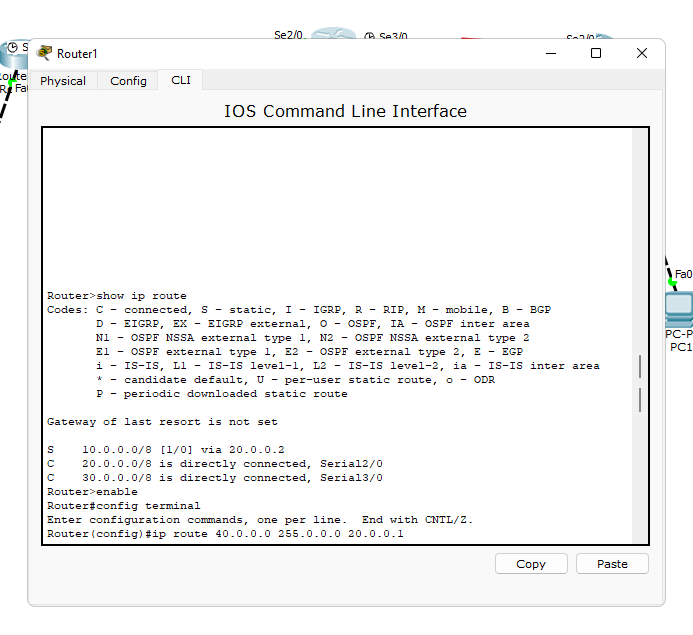 Se2/0
Se3/0
Se2/0
S
Router1
oute
R
Fa
Physical
Config
CLI
IOS Command Line Interface
Router>show ip route
Codes: C - connected, S - static, I - IGRP, R - RIP, M - mobile, B - BGP
D - EIGRP, EX - EIGRP external, O - OSPF, IA - OSPF inter area
N1 - OSPF NSSA external type 1, N2 - OSPF NSSA external type 2
E1 - OSPF external type 1, E2 - OSPF external type 2, E - EGP
i - IS-IS, L1 - IS-IS level-1, L2 - IS-IS level-2, ia - IS-IS inter area
* - candidate default, U - per-user static route, o - ODR
P - periodic downloaded static route
Gateway of last resort is not set
S 10.0.0.0/8 [1/0] via 20.0.0.2
C 20.0.0.0/8 is directly connected, Serial2/0
C 30.0.0.0/8 is directly connected, Serial3/0
Router>enable
Router#config terminal
Enter configuration commands, one per line. End with CNTL/Z.
Router(config)#ip route 40.0.0.0 255.0.0.0 20.0.0.1
Fa0
PC-P
PC1
Copy
Paste